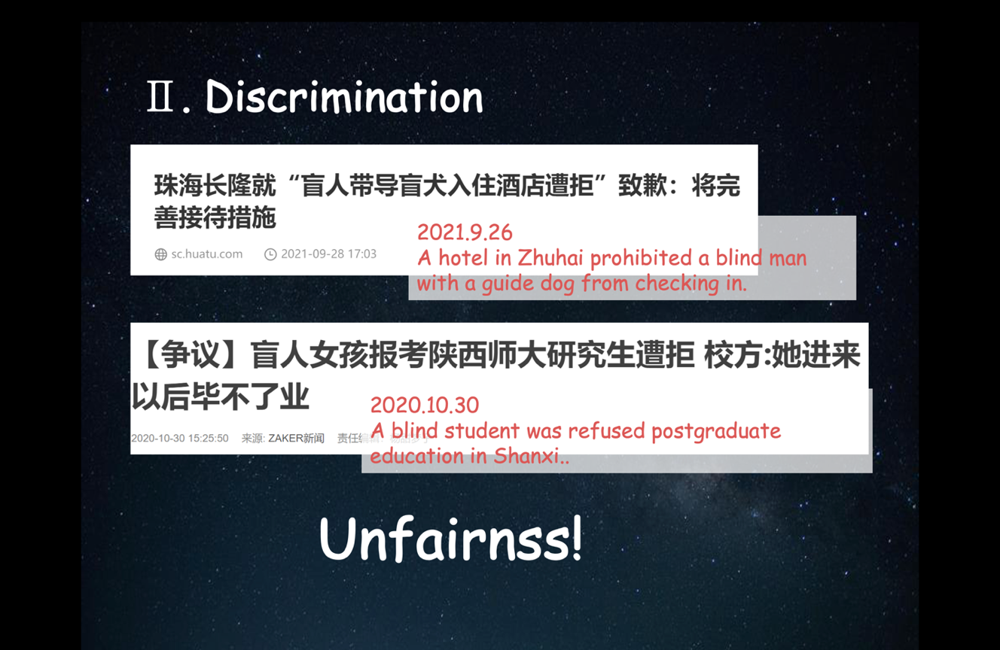 Ⅱ. Discrimination
珠海长隆就“盲人带导盲犬入住酒店遭拒”致歉：将完
善接待措施
sc.huatu.com 2021-09-28 17:03
2021.9.26
A hotel in Zhuhai prohibited a blind man
with a guide dog from checking in.
【争议】盲人女孩报考陕西师大研究生遭拒 校方:她进来
以后毕不了业
2020-10-30 15:25:50 来源: ZAKER新闻 责任编辑:
2020.10.30
A blind student was refused postgraduate
education in Shanxi..
Unfairnss!